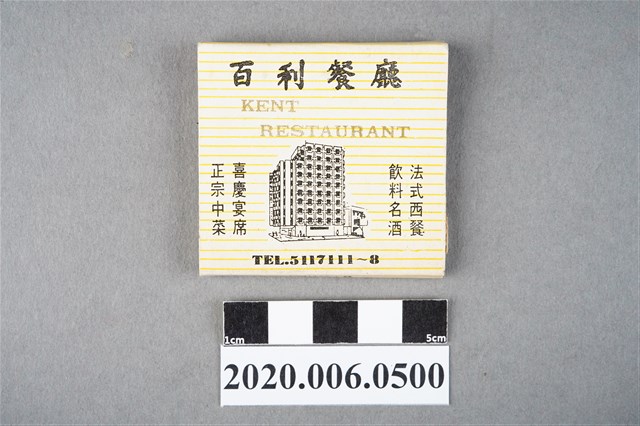 百利餐廳
KENT
RESTAURANT
法式西餐
飲料名酒
喜慶宴席
正宗中菜
TEL.5117111~8
1cm
5cm
2020.006.0500